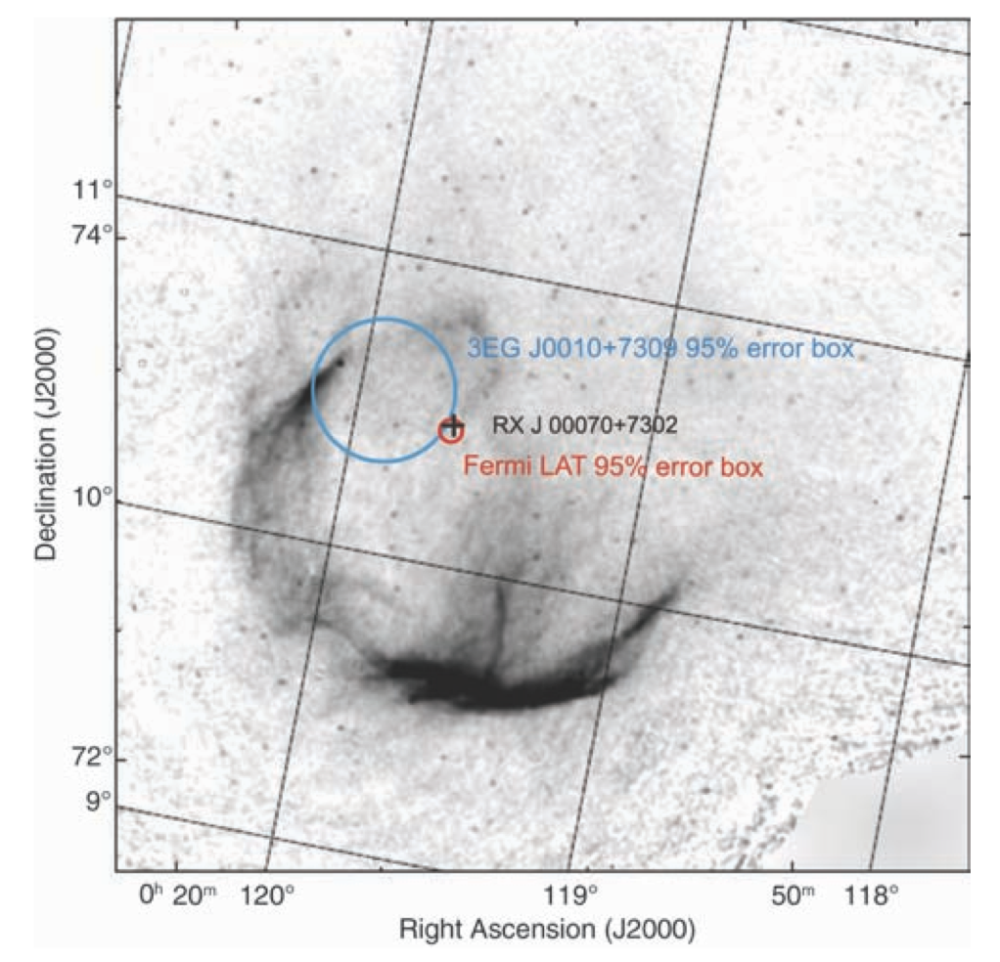 11°
74°
3EG J0010+7309 95% error box
RX J 00070+7302
Fermi LAT 95% error box
10°
Declination (J2000)
72°
9°
0ʰ 20ᵐ 120° 119° 50ᵐ 118°
Right Ascension (J2000)